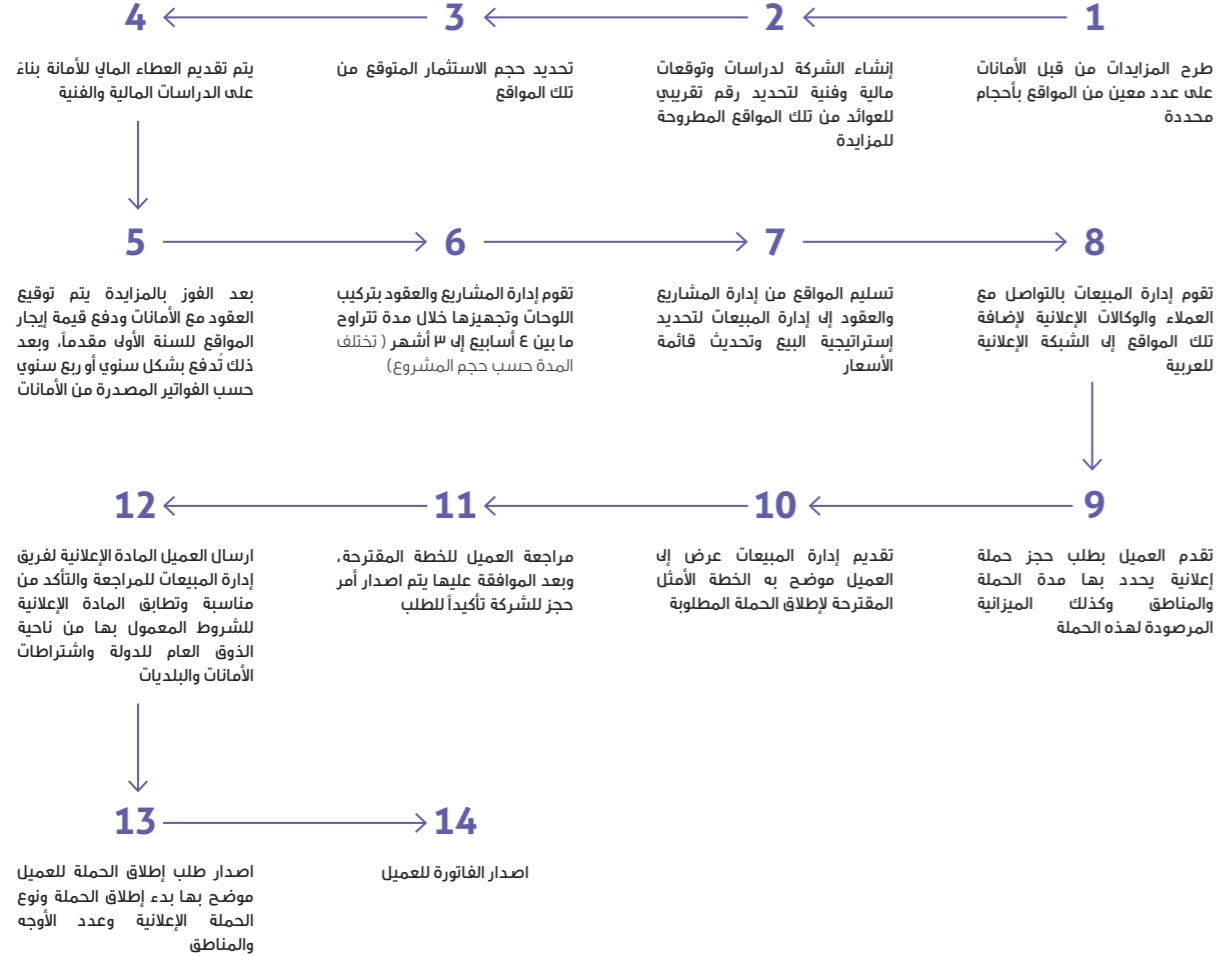 1
طرح المزايدات من قبل الأمانات
على عدد معين من المواقع بأحجام
محددة
2
إنشاء الشركة لدراسات وتوقعات
مالية وفنية لتحديد رقم تقريبي
للعوائد من تلك المواقع المطروحة
للمزايدة
3
تحديد حجم الاستثمار المتوقع من
تلك المواقع
4
يتم تقديم العطاء المالي للأمانة بناءً
على الدراسات المالية والفنية
5
بعد الفوز بالمزايدة يتم توقيع
العقود مع الأمانات ودفع قيمة إيجار
المواقع للسنة الأولى مقدماً، وبعد
ذلك تُدفع بشكل سنوي أو ربع سنوي
حسب الفواتير المصدرة من الأمانات
6
تقوم إدارة المشاريع والعقود بتركيب
اللوحات وتجهيزها خلال مدة تتراوح
ما بين ٤ أسابيع إلى ٣ أشهر ( تختلف
المدة حسب حجم المشروع)
7
تسليم المواقع من إدارة المشاريع
والعقود إلى إدارة المبيعات لتحديد
إستراتيجية البيع وتحديث قائمة
الأسعار
8
تقوم إدارة المبيعات بالتواصل مع
العملاء والوكالات الإعلانية لإضافة
تلك المواقع إلى الشبكة الإعلانية
للعربية
9
تقدم العميل بطلب حجز حملة
إعلانية يحدد بها مدة الحملة
والمناطق وكذلك الميزانية
المرصودة لهذه الحملة
10
تقديم إدارة المبيعات عرض إلى
العميل موضح به الخطة الأمثل
المقترحة لإطلاق الحملة المطلوبة
11
مراجعة العميل للخطة المقترحة،
وبعد الموافقة عليها يتم اصدار أمر
حجز للشركة تأكيداً للطلب
12
ارسال العميل المادة الإعلانية لفريق
إدارة المبيعات للمراجعة والتأكد من
مناسبة وتطابق المادة الإعلانية
للشروط المعمول بها من ناحية
الذوق العام للدولة واشتراطات
الأمانات والبلديات
13
اصدار طلب إطلاق الحملة للعميل
موضح بها بدء إطلاق الحملة ونوع
الحملة الإعلانية وعدد الأوجه
والمناطق
14
اصدار الفاتورة للعميل